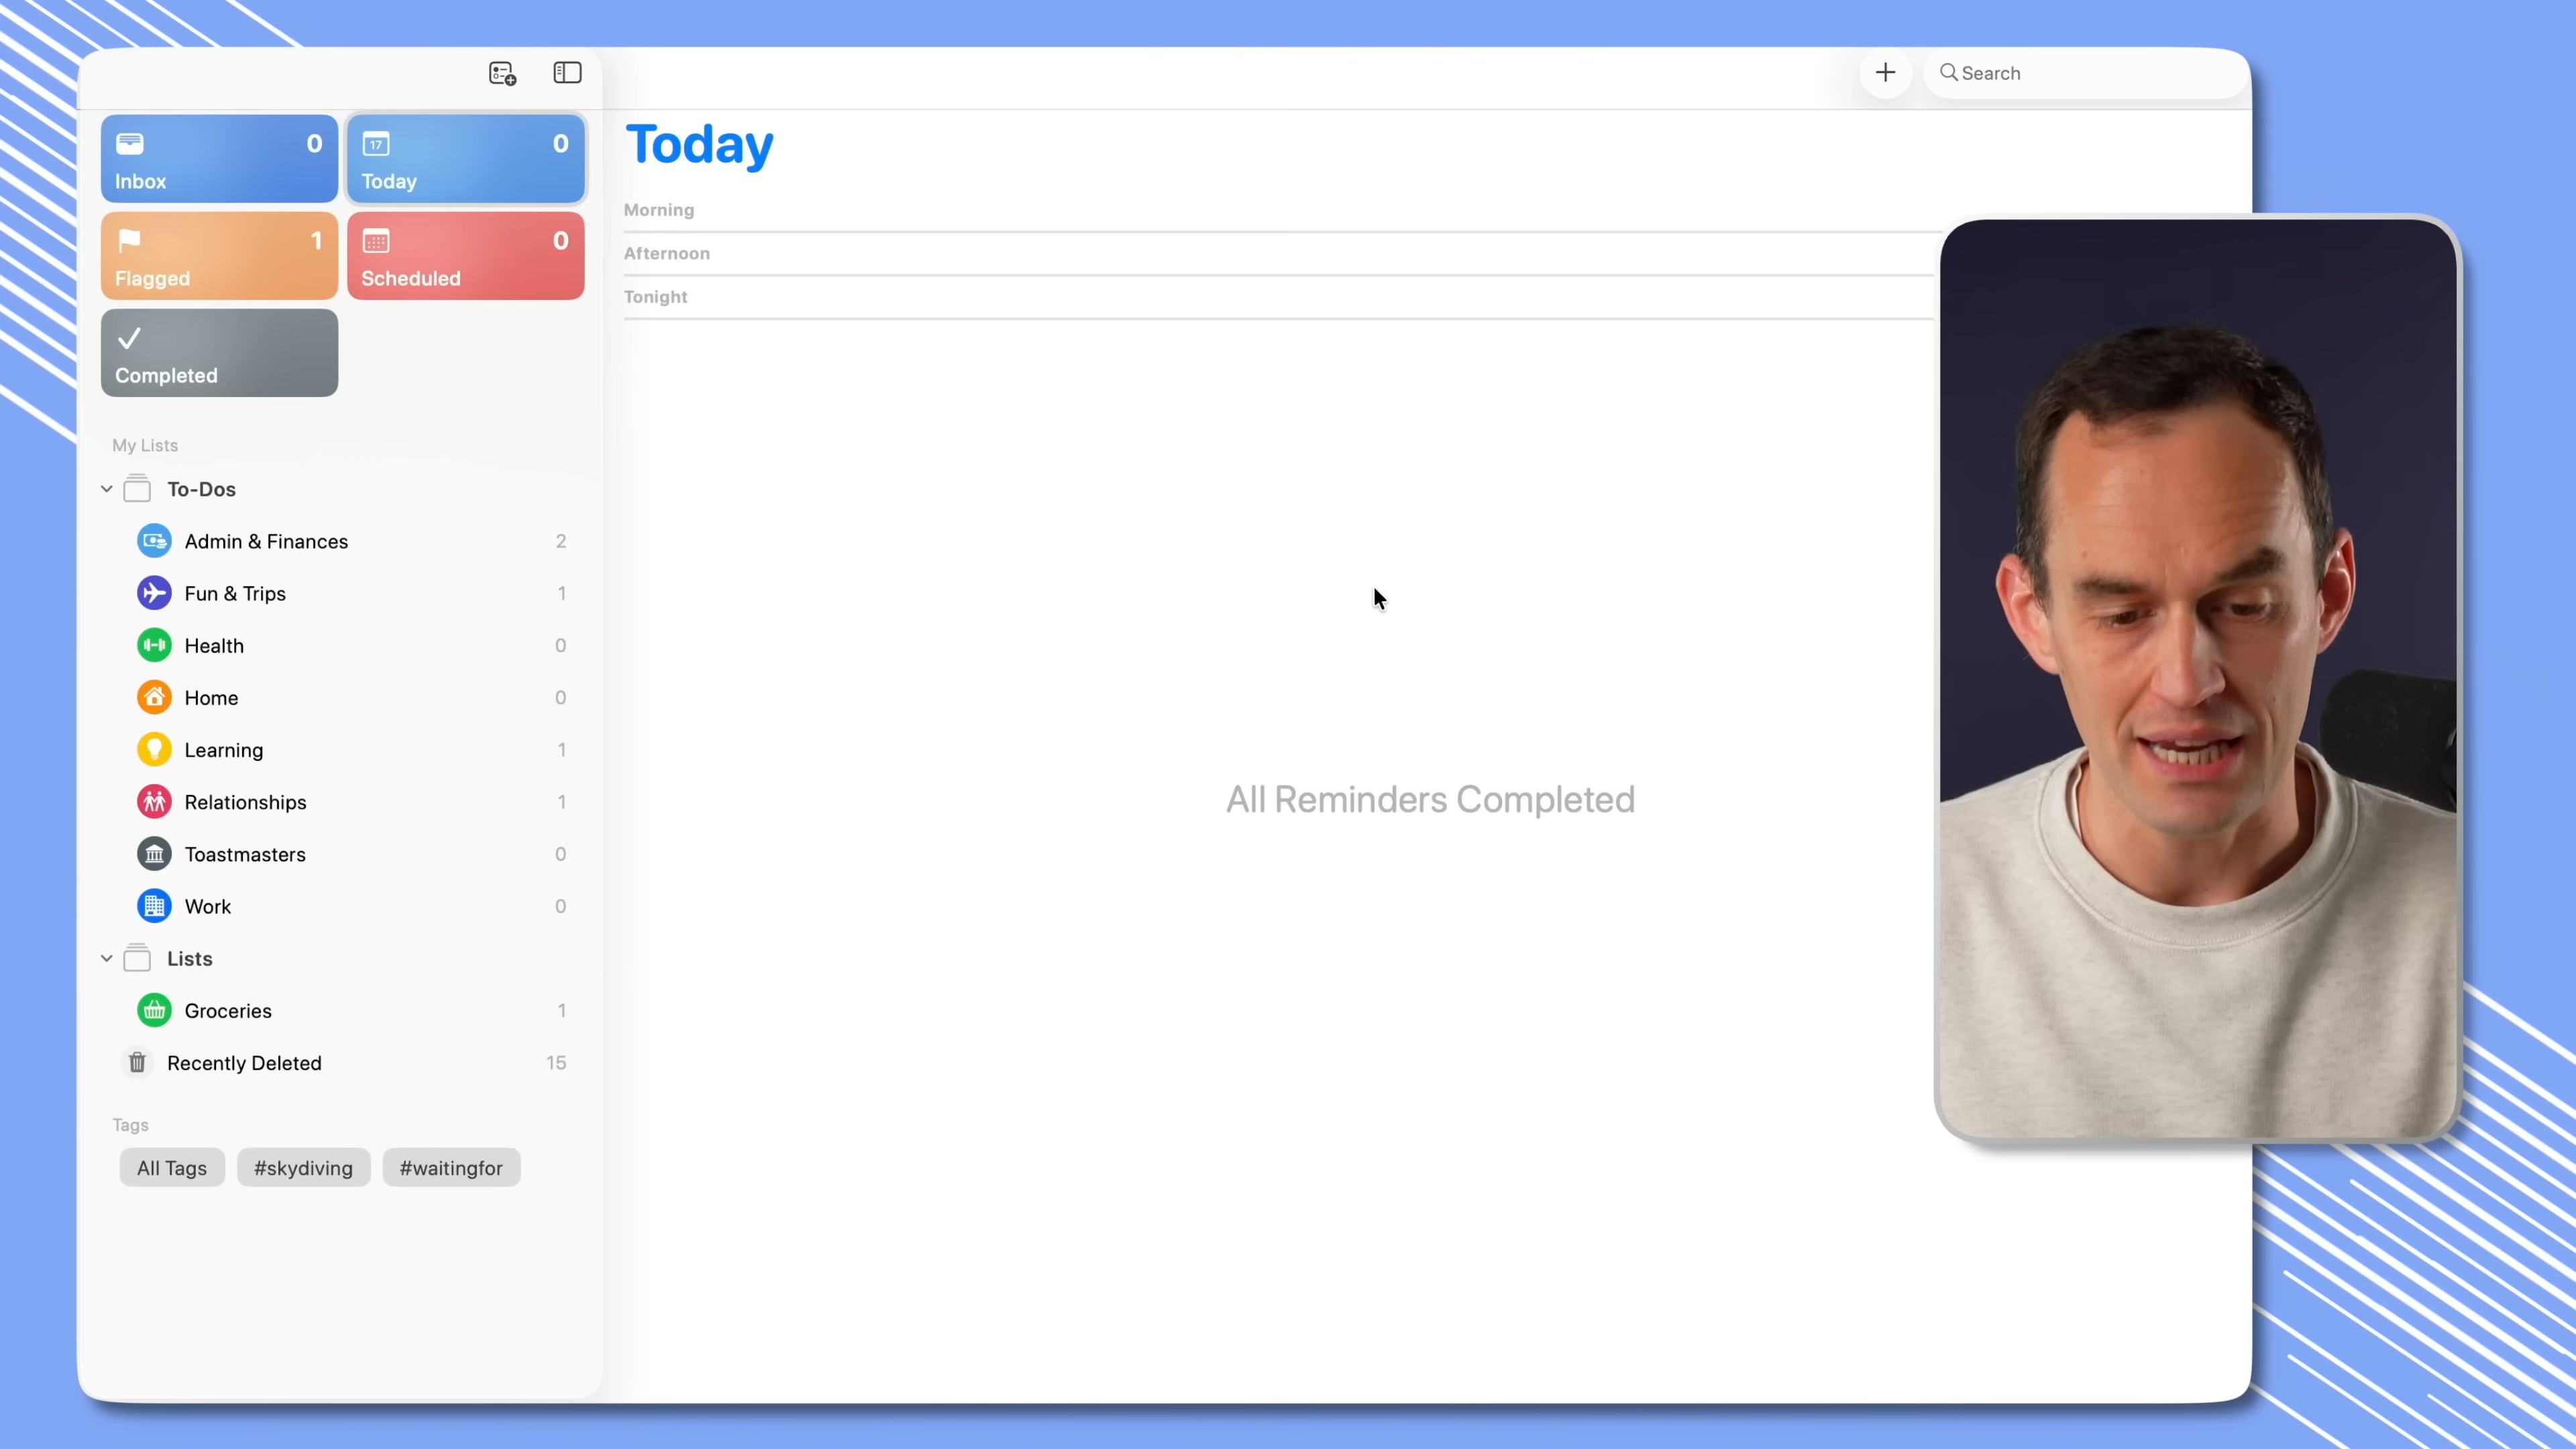 Search
0
Inbox
17
0
Today
1
Flagged
0
Scheduled
Completed
My Lists
To-Dos
Admin & Finances 2
Fun & Trips 1
Health 0
Home 0
Learning 1
Relationships 1
Toastmasters 0
Work 0
Lists
Groceries 1
Recently Deleted 15
Tags
All Tags #skydiving #waitingfor
Today
Morning
Afternoon
Tonight
All Reminders Completed